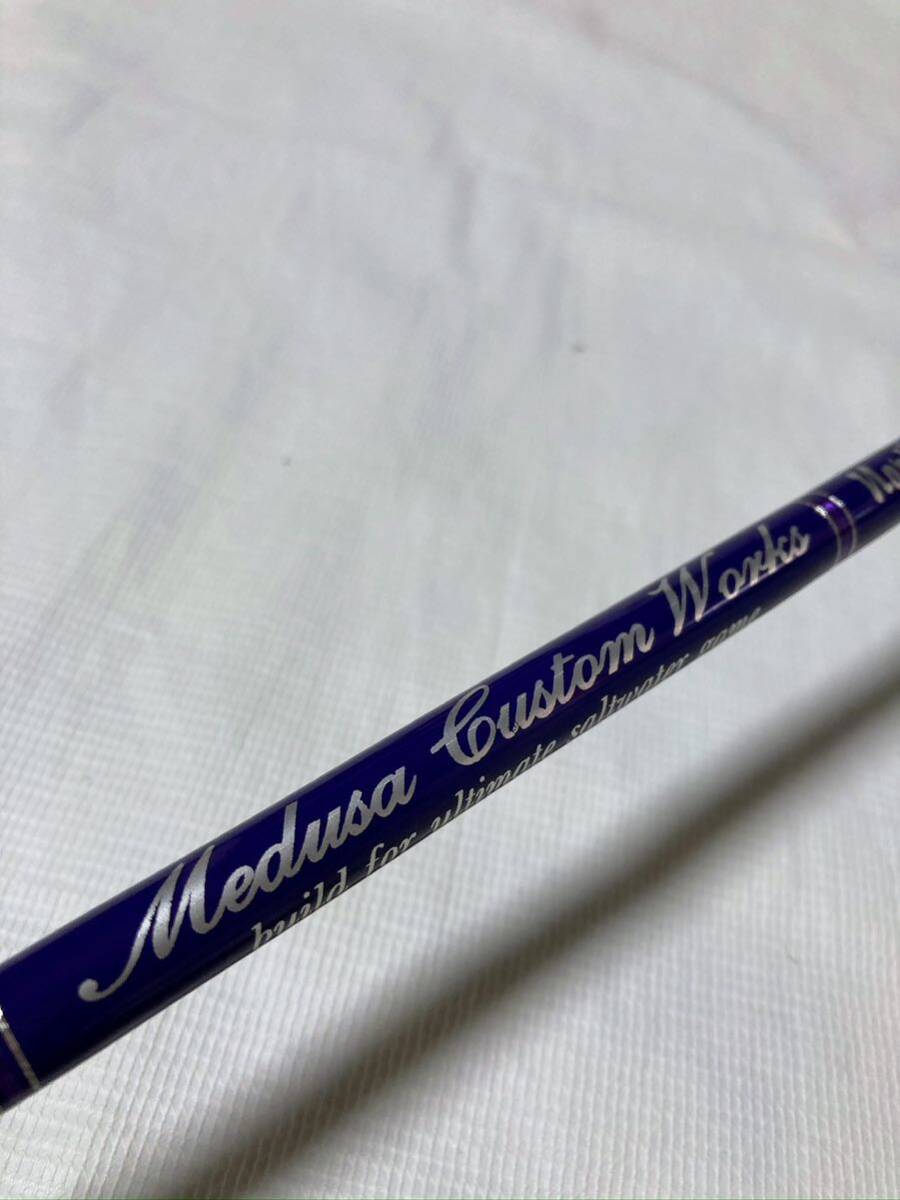 Medusa Custom Works
build for ultimate saltwater game